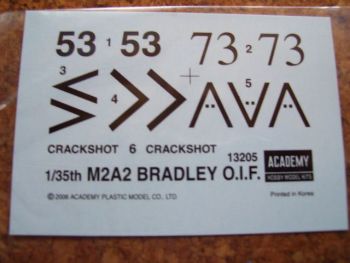 53 1 53 73 2 73
3 4 5
CRACKSHOT 6 CRACKSHOT
13205
1/35th M2A2 BRADLEY O.I.F.
ACADEMY
HOBBY MODEL KITS
©2006 ACADEMY PLASTIC MODEL CO., LTD.
Printed in Korea